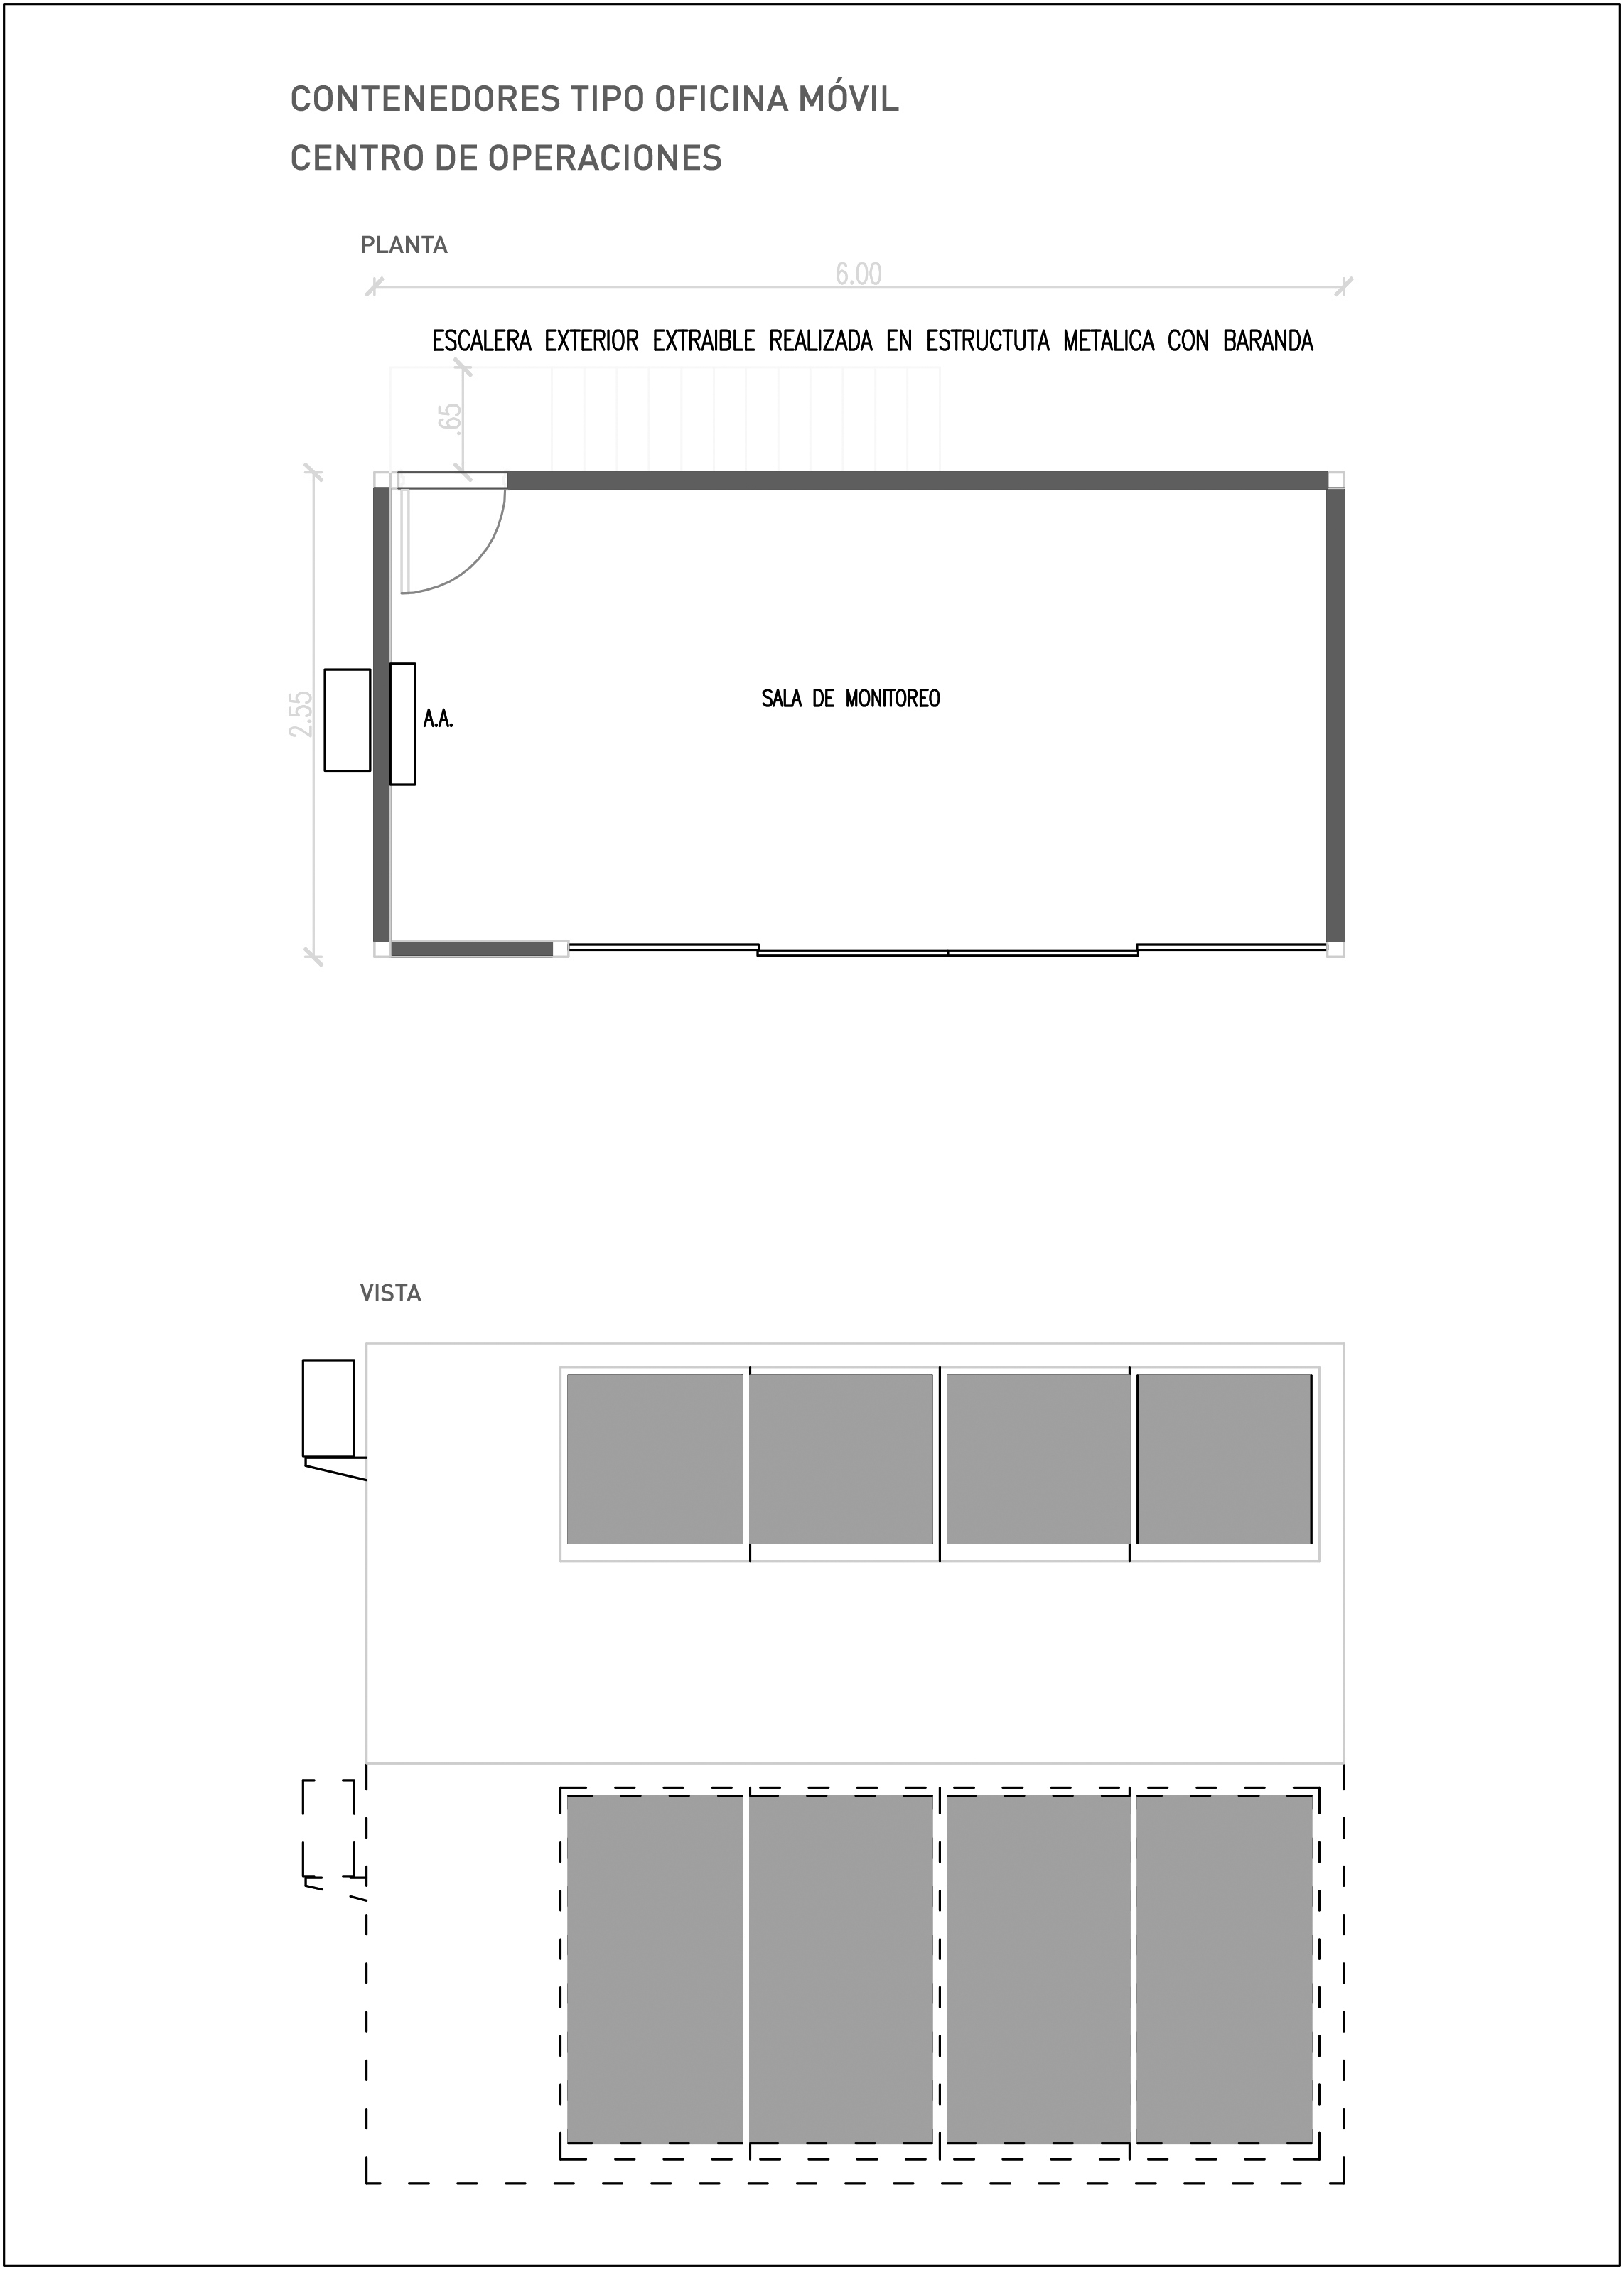 CONTENEDORES TIPO OFICINA MÓVIL
CENTRO DE OPERACIONES
PLANTA
6.00
ESCALERA EXTERIOR EXTRAIBLE REALIZADA EN ESTRUCTUTA METALICA CON BARANDA
.65
2.55
SALA DE MONITOREO
A.A.
VISTA